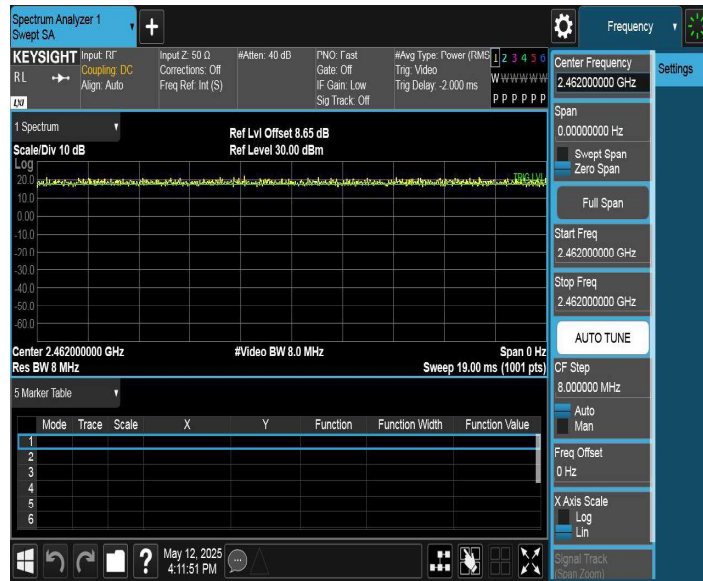 Spectrum Analyzer 1
Swept SA
Frequency
KEYSIGHT
RL
LXI
Input: RF
Coupling: DC
Align: Auto
Input Z: 50 Ω
Corrections: Off
Freq Ref: Int (S)
#Atten: 40 dB
PNO: Fast
Gate: Off
IF Gain: Low
Sig Track: Off
#Avg Type: Power (RMS
Trig: Video
Trig Delay: -2.000 ms
1 2 3 4 5 6
W W W W W W
P P P P P P
1 Spectrum
Scale/Div 10 dB
Ref Lvl Offset 8.65 dB
Ref Level 30.00 dBm
Log
TRIG LVL
20.0
10.0
0.00
-10.0
-20.0
-30.0
-40.0
-50.0
-60.0
Center 2.462000000 GHz
#Video BW 8.0 MHz
Span 0 Hz
Res BW 8 MHz
Sweep 19.00 ms (1001 pts)
5 Marker Table
Mode Trace Scale X Y Function Function Width Function Value
1
2
3
4
5
6
May 12, 2025
4:11:51 PM
Center Frequency
2.462000000 GHz
Settings
Span
0.00000000 Hz
Swept Span
Zero Span
Full Span
Start Freq
2.462000000 GHz
Stop Freq
2.462000000 GHz
AUTO TUNE
CF Step
8.000000 MHz
Auto
Man
Freq Offset
0 Hz
X Axis Scale
Log
Lin
Signal Track
(Span Zoom)